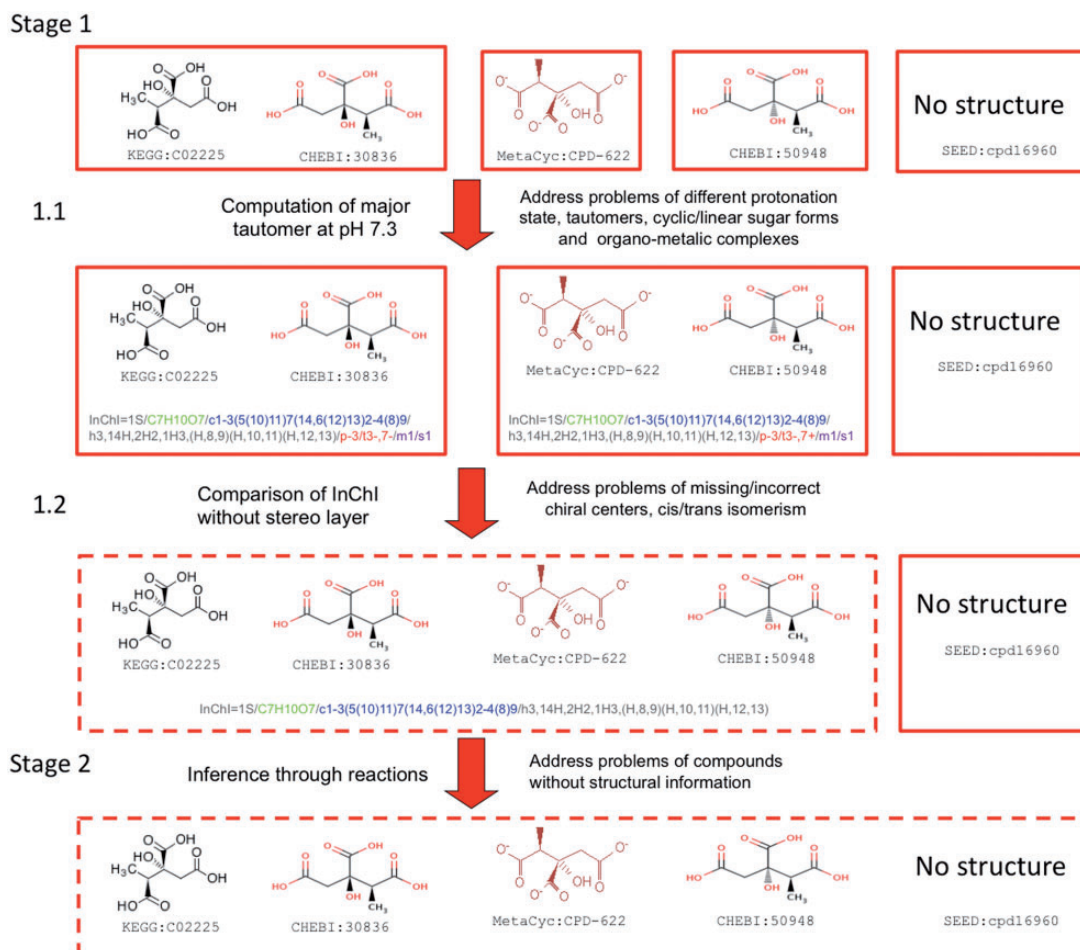 Stage 1
KEGG:C02225
CHEBI:30836
MetaCyc:CPD-622
CHEBI:50948
No structure
SEED:cpd16960
1.1
Computation of major
tautomer at pH 7.3
Address problems of different protonation
state, tautomers, cyclic/linear sugar forms
and organo-metalic complexes
KEGG:C02225
CHEBI:30836
InChI=1S/C7H10O7/c1-3(5(10)11)7(14,6(12)13)2-4(8)9/
h3,14H,2H2,1H3,(H,8,9)(H,10,11)(H,12,13)/p-3/t3-,7-/m1/s1
MetaCyc:CPD-622
CHEBI:50948
InChI=1S/C7H10O7/c1-3(5(10)11)7(14,6(12)13)2-4(8)9/
h3,14H,2H2,1H3,(H,8,9)(H,10,11)(H,12,13)/p-3/t3-,7+/m1/s1
No structure
SEED:cpd16960
1.2
Comparison of InChI
without stereo layer
Address problems of missing/incorrect
chiral centers, cis/trans isomerism
KEGG:C02225
CHEBI:30836
MetaCyc:CPD-622
CHEBI:50948
InChI=1S/C7H10O7/c1-3(5(10)11)7(14,6(12)13)2-4(8)9/h3,14H,2H2,1H3,(H,8,9)(H,10,11)(H,12,13)
No structure
SEED:cpd16960
Stage 2
Inference through reactions
Address problems of compounds
without structural information
KEGG:C02225
CHEBI:30836
MetaCyc:CPD-622
CHEBI:50948
No structure
SEED:cpd16960